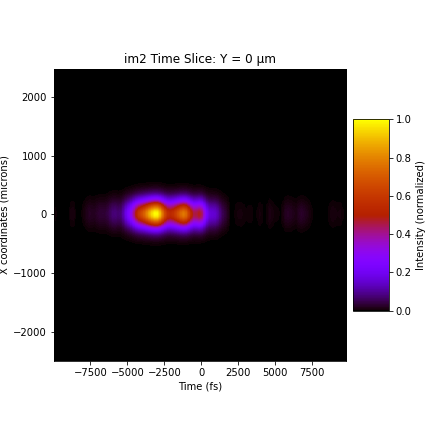 im2 Time Slice: Y = 0 μm
2000
1000
0
−1000
−2000
X coordinates (microns)
−7500 −5000 −2500 0 2500 5000 7500
Time (fs)
1.0
0.8
0.6
0.4
0.2
0.0
Intensity (normalized)